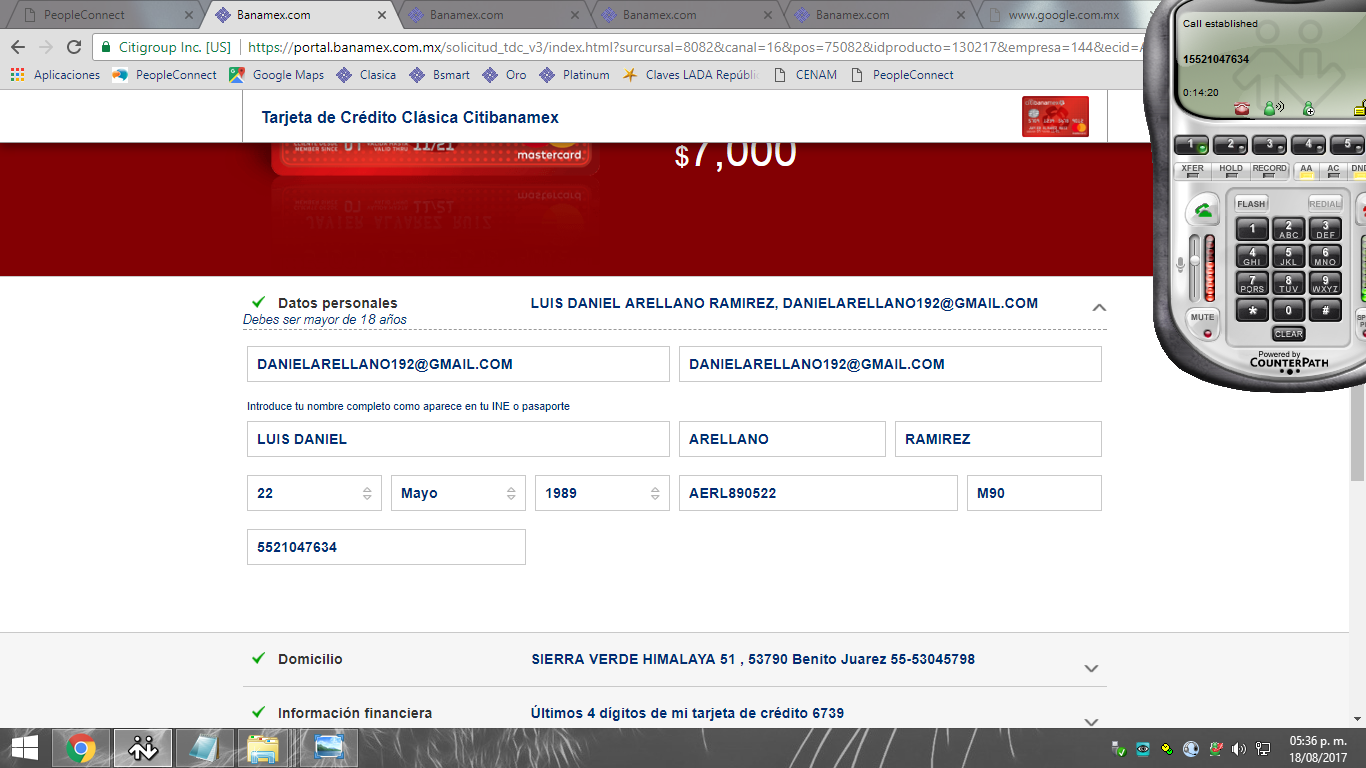 PeopleConnect
Banamex.com
Banamex.com
Banamex.com
Banamex.com
www.google.com.mx
Citigroup Inc. [US]
https://portal.banamex.com.mx/solicitud_tdc_v3/index.html?surcursal=8082&canal=16&pos=75082&idproducto=130217&empresa=144&ecid=
Aplicaciones
PeopleConnect
Google Maps
Clasica
Bsmart
Oro
Platinum
Claves LADA Repúblic
CENAM
PeopleConnect
Call established
15521047634
0:14:20
1 2 3 4 5
XFER HOLD RECORD AA AC DND
FLASH REDIAL
1 2 ABC 3 DEF
4 GHI 5 JKL 6 MNO
7 PQRS 8 TUV 9 WXYZ
* 0 #
MUTE
CLEAR
Powered by
COUNTERPATH
Tarjeta de Crédito Clásica Citibanamex
citibanamex
mastercard
$7,000
Datos personales
LUIS DANIEL ARELLANO RAMIREZ, DANIELARELLANO192@GMAIL.COM
Debes ser mayor de 18 años
DANIELARELLANO192@GMAIL.COM
DANIELARELLANO192@GMAIL.COM
Introduce tu nombre completo como aparece en tu INE o pasaporte
LUIS DANIEL
ARELLANO
RAMIREZ
22
Mayo
1989
AERL890522
M90
5521047634
Domicilio
SIERRA VERDE HIMALAYA 51 , 53790 Benito Juarez 55-53045798
Información financiera
Últimos 4 dígitos de mi tarjeta de crédito 6739
05:36 p. m.
18/08/2017